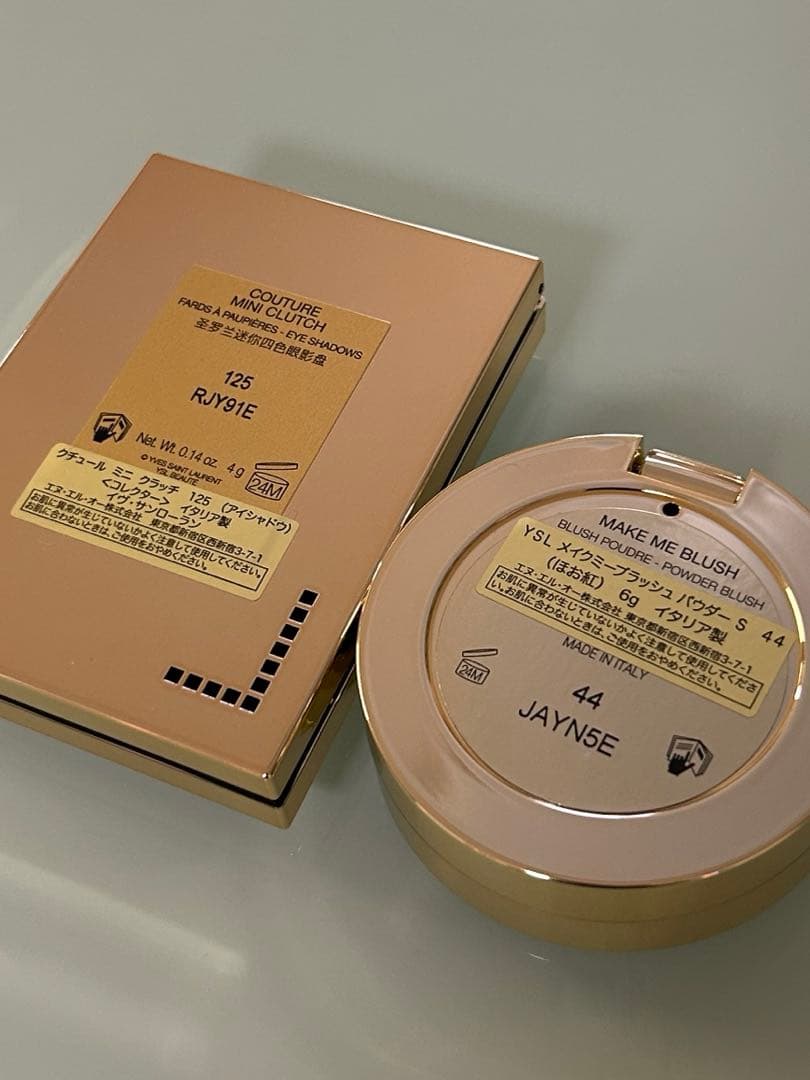 COUTURE
MINI CLUTCH
FARDS À PAUPIÈRES - EYE SHADOWS
圣罗兰迷你四色眼影盘
125
RJY91E
Net. Wt. 0.14 oz. 4g
© YVES SAINT LAURENT
YSL BEAUTÉ
24M
クチュール ミニ クラッチ 125 (アイシャドウ)
<コレクター> イタリア製
イヴ・サンローラン
エヌ・エル・オー株式会社 東京都新宿区西新宿3-7-1
お肌に異常が生じていないかよく注意して使用してください。
お肌に合わないときは、ご使用をおやめください。
MAKE ME BLUSH
BLUSH POUDRE - POWDER BLUSH
YSL メイクミーブラッシュ パウダー S 44
(ほお紅) 6g イタリア製
エヌ・エル・オー株式会社 東京都新宿区西新宿3-7-1
お肌に異常が生じていないかよく注意して使用してくださ
い。お肌に合わないときは、ご使用をおやめください。
MADE IN ITALY
24M
44
JAYN5E